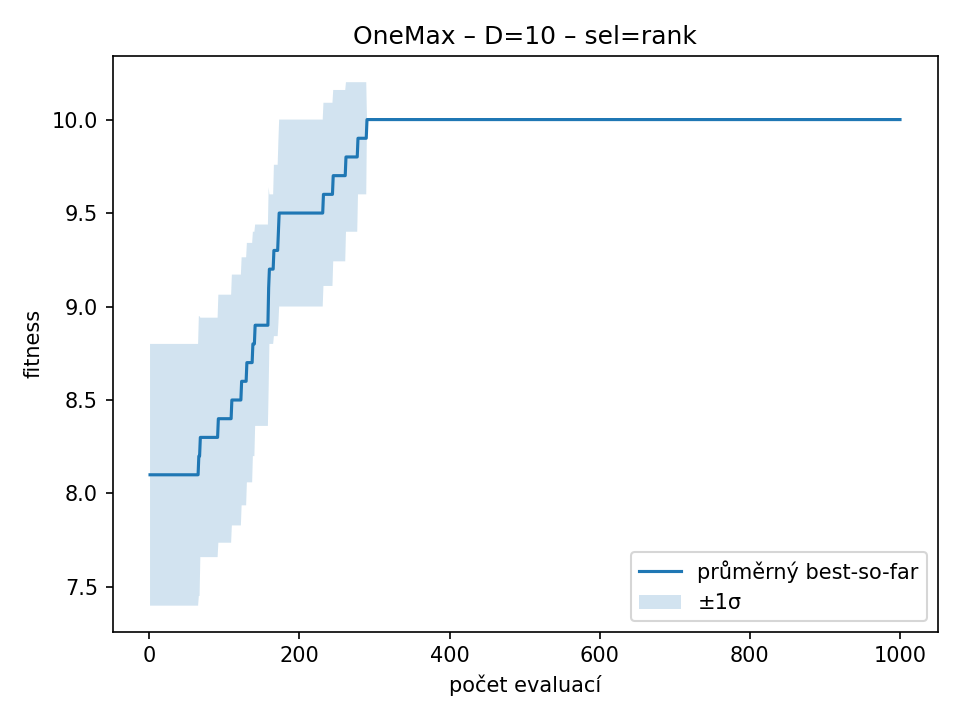 OneMax – D=10 – sel=rank
fitness
10.0
9.5
9.0
8.5
8.0
7.5
průměrný best-so-far
±1σ
0 200 400 600 800 1000
počet evaluací